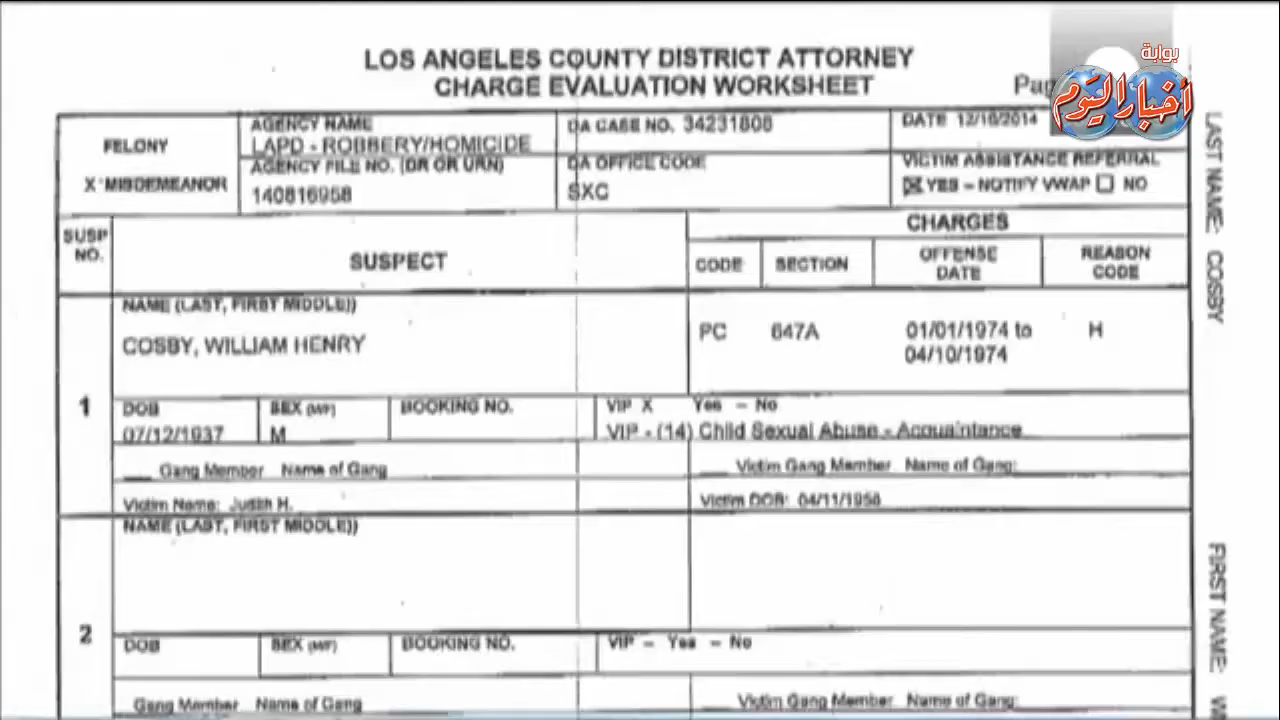 بوابة
أخبار اليوم
LOS ANGELES COUNTY DISTRICT ATTORNEY
CHARGE EVALUATION WORKSHEET
FELONY
X MISDEMEANOR
AGENCY NAME
LAPD - ROBBERY/HOMICIDE
AGENCY FILE NO. (DR OR URN)
140816958
DA CASE NO. 34231608
DA OFFICE CODE
SXC
DATE 12/16/2014
VICTIM ASSISTANCE REFERRAL
YES – NOTIFY VWAP NO
SUSP NO.
SUSPECT
CHARGES
CODE
SECTION
OFFENSE DATE
REASON CODE
1
NAME (LAST, FIRST MIDDLE))
COSBY, WILLIAM HENRY
PC 647A 01/01/1974 to H
04/10/1974
DOB
07/12/1937
SEX (M/F)
M
BOOKING NO.
VIP X Yes – No
VIP - (14) Child Sexual Abuse - Acquaintance
Gang Member Name of Gang
Victim Gang Member Name of Gang:
Victim Name: Judith H.
Victim DOB: 04/11/1958
2
NAME (LAST, FIRST MIDDLE))
DOB
SEX (M/F)
BOOKING NO.
VIP – Yes – No
Gang Member Name of Gang
Victim Gang Member Name of Gang:
LAST NAME: COSBY
FIRST NAME: